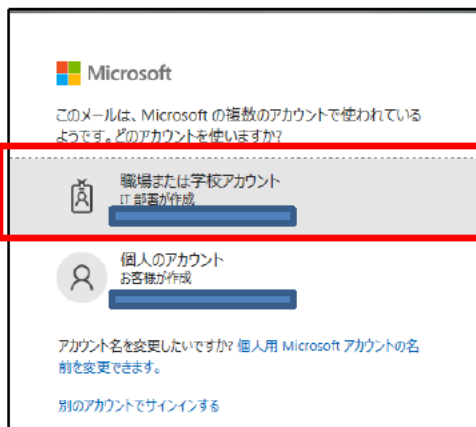 Microsoft
このメールは、Microsoft の複数のアカウントで使われている
ようです。どのアカウントを使いますか?
職場または学校アカウント
IT 部署が作成
個人のアカウント
お客様が作成
アカウント名を変更したいですか? 個人用 Microsoft アカウントの名
前を変更できます。
別のアカウントでサインインする